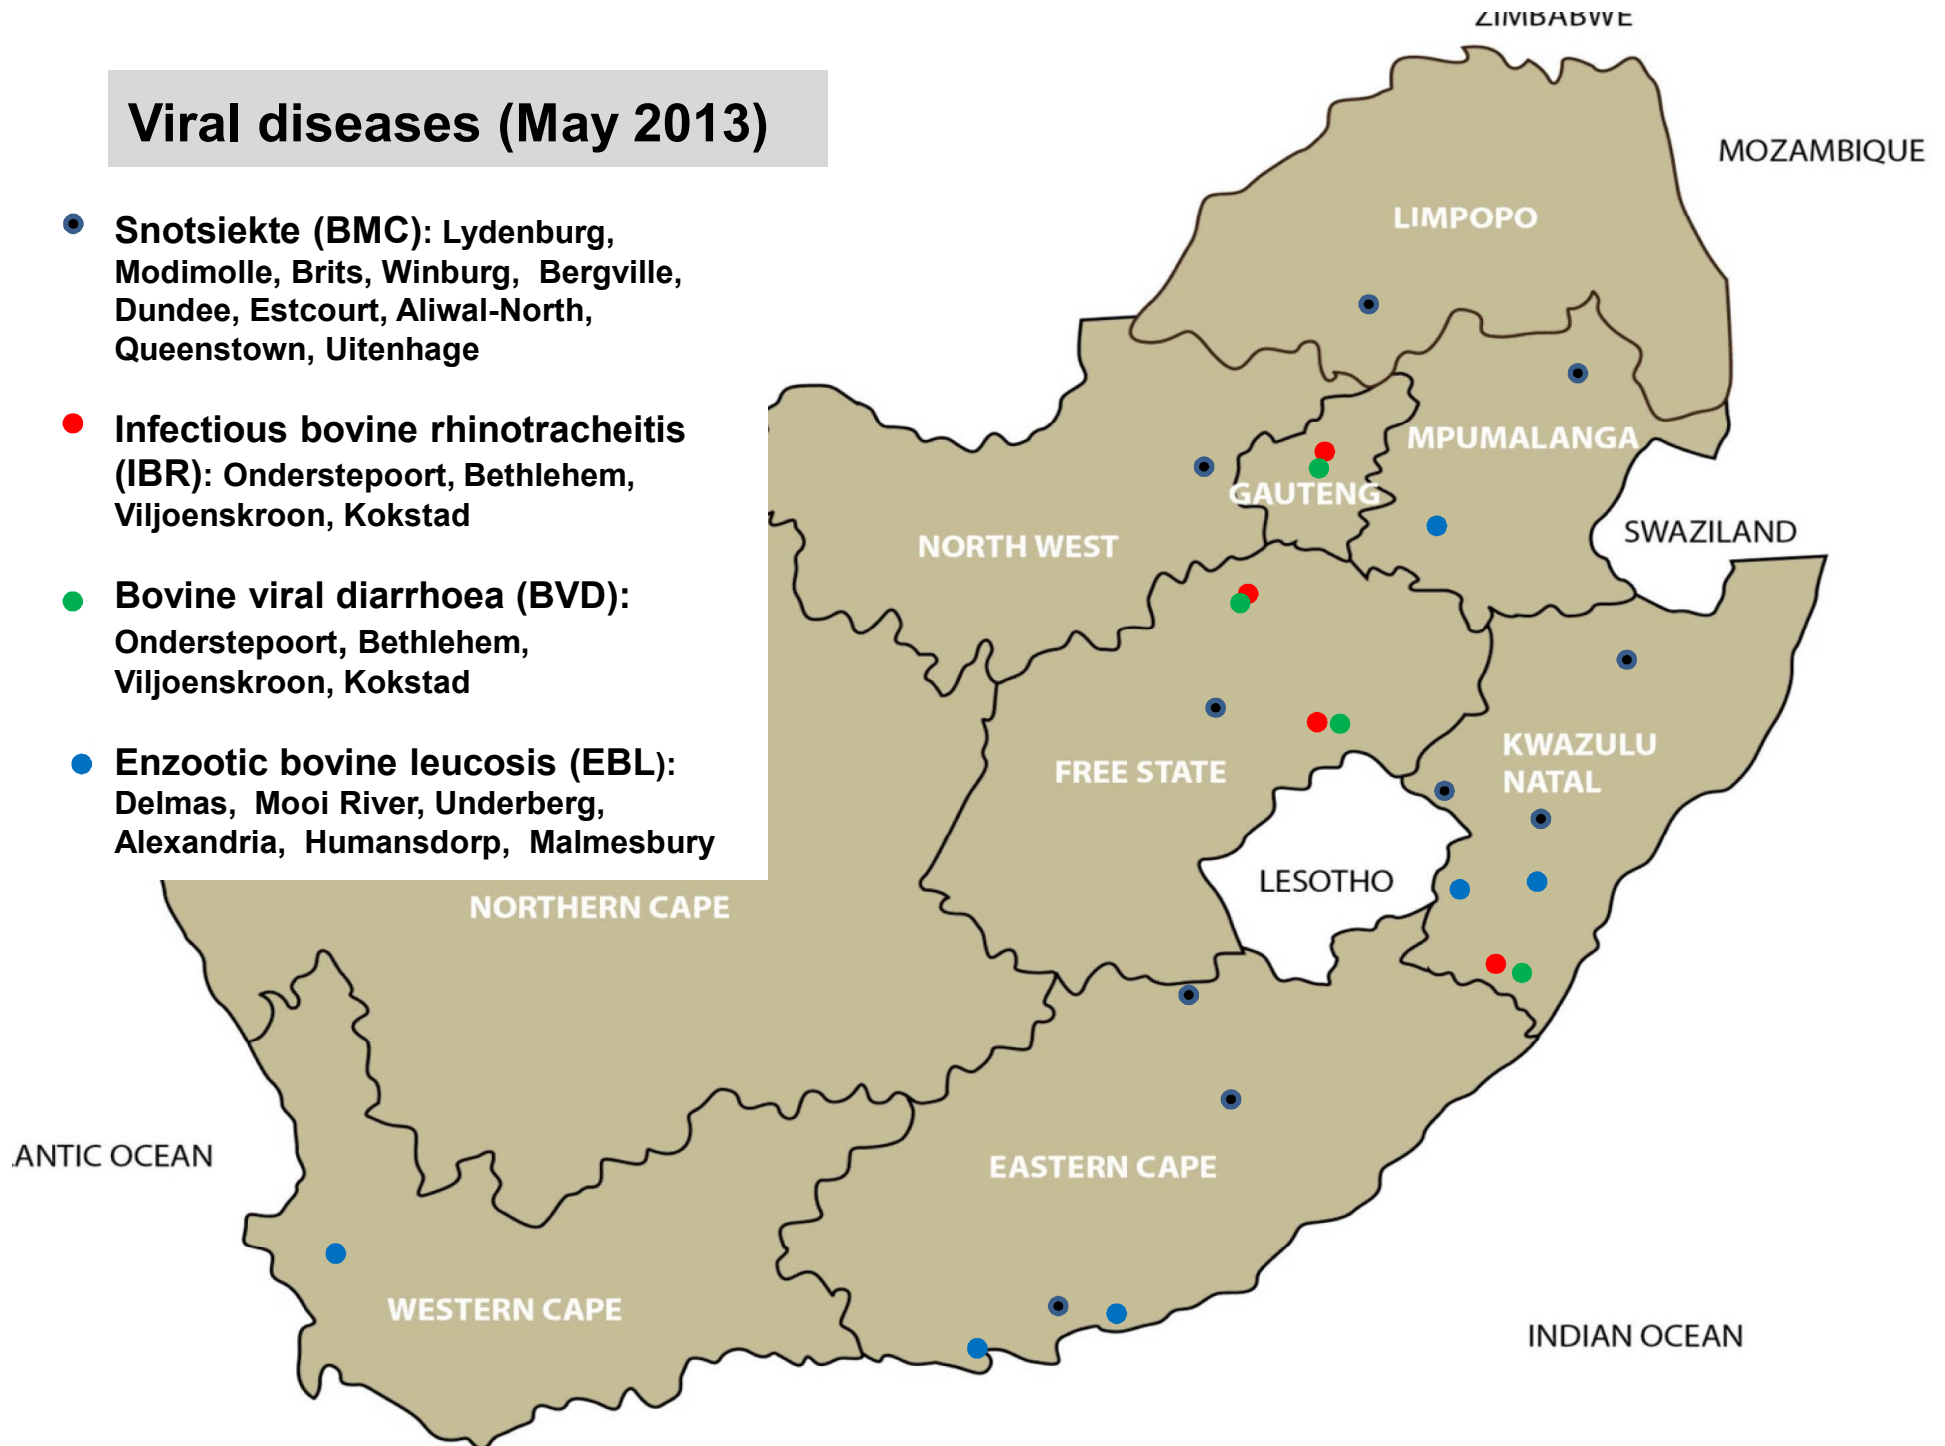 ZIMBABWE
Viral diseases (May 2013)
MOZAMBIQUE
LIMPOPO
Snotsiekte (BMC): Lydenburg,
Modimolle, Brits, Winburg, Bergville,
Dundee, Estcourt, Aliwal-North,
Queenstown, Uitenhage
Infectious bovine rhinotracheitis
(IBR): Onderstepoort, Bethlehem,
Viljoenskroon, Kokstad
Bovine viral diarrhoea (BVD):
Onderstepoort, Bethlehem,
Viljoenskroon, Kokstad
Enzootic bovine leucosis (EBL):
Delmas, Mooi River, Underberg,
Alexandria, Humansdorp, Malmesbury
MPUMALANGA
GAUTENG
SWAZILAND
NORTH WEST
KWAZULU
NATAL
FREE STATE
LESOTHO
NORTHERN CAPE
ANTIC OCEAN
EASTERN CAPE
WESTERN CAPE
INDIAN OCEAN